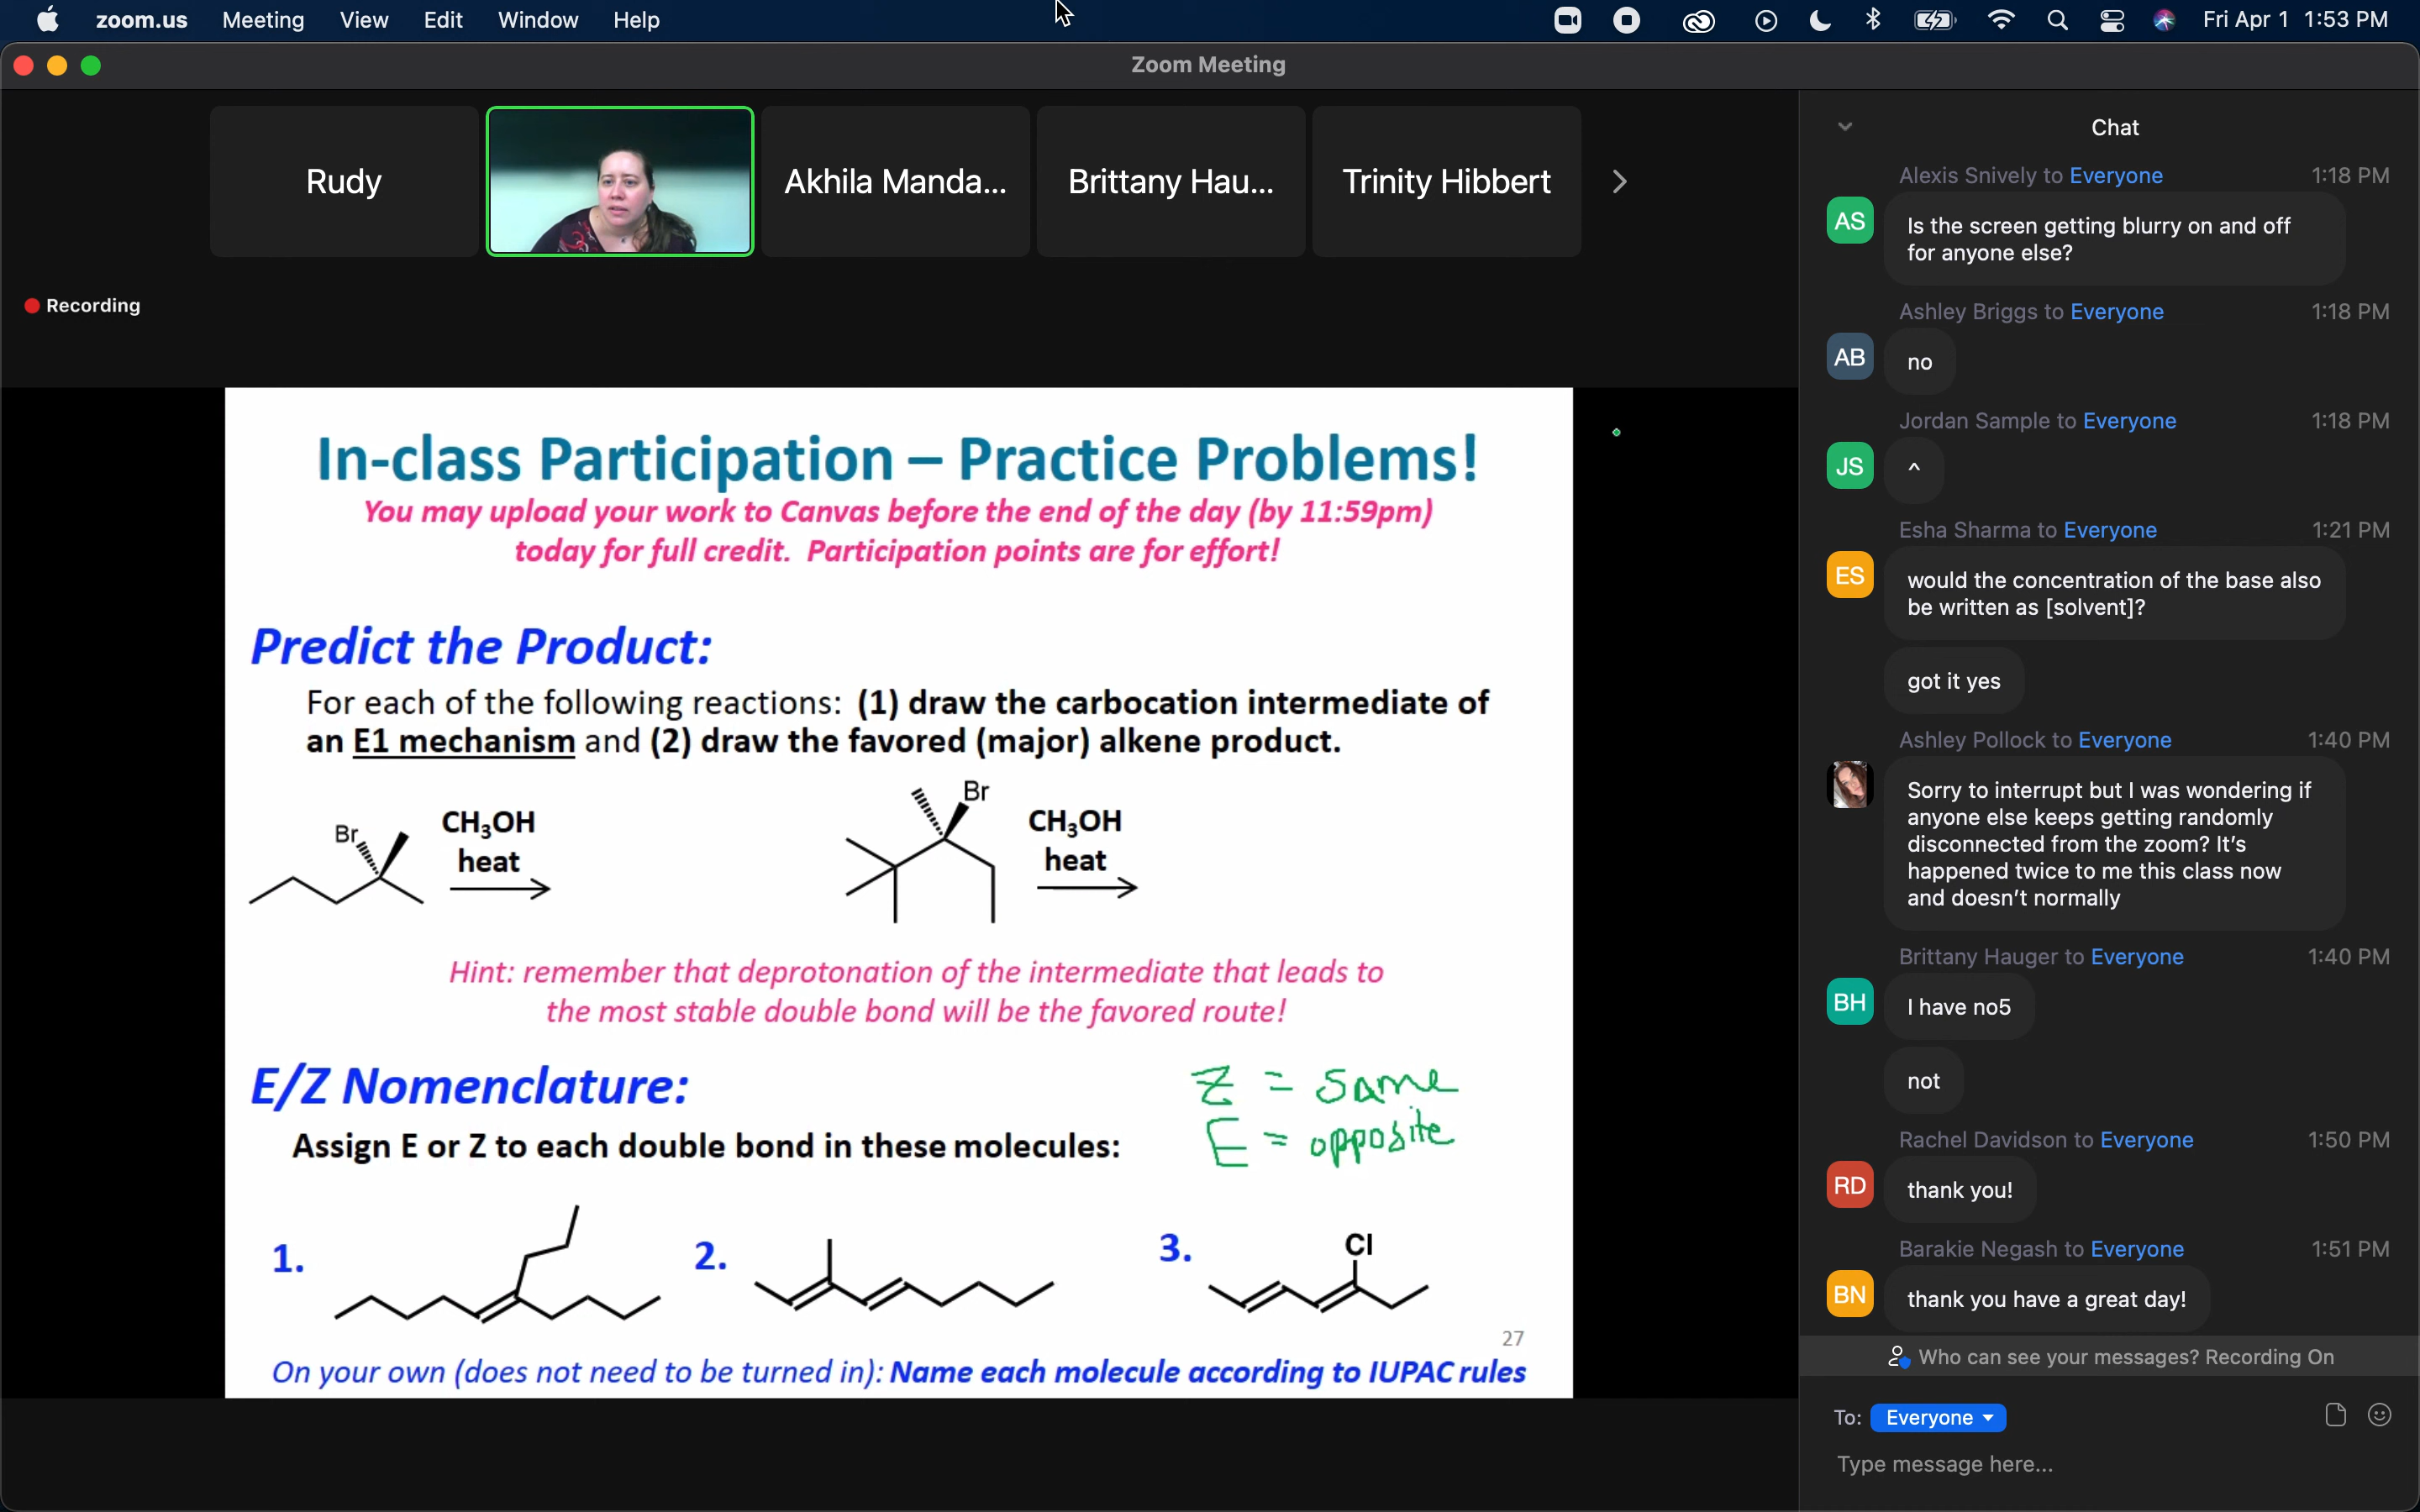 zoom.us Meeting View Edit Window Help Fri Apr 1 1:53 PM
Zoom Meeting
Rudy
Akhila Manda...
Brittany Hau...
Trinity Hibbert
Recording
In-class Participation – Practice Problems!
You may upload your work to Canvas before the end of the day (by 11:59pm)
today for full credit. Participation points are for effort!
Predict the Product:
For each of the following reactions: (1) draw the carbocation intermediate of
an E1 mechanism and (2) draw the favored (major) alkene product.
Br
CH₃OH
heat
Br
CH₃OH
heat
Hint: remember that deprotonation of the intermediate that leads to
the most stable double bond will be the favored route!
E/Z Nomenclature:
Z = same
E = opposite
Assign E or Z to each double bond in these molecules:
1.
2.
3.
Cl
27
On your own (does not need to be turned in): Name each molecule according to IUPAC rules
Chat
Alexis Snively to Everyone 1:18 PM
AS
Is the screen getting blurry on and off
for anyone else?
Ashley Briggs to Everyone 1:18 PM
AB
no
Jordan Sample to Everyone 1:18 PM
JS
^
Esha Sharma to Everyone 1:21 PM
ES
would the concentration of the base also
be written as [solvent]?
got it yes
Ashley Pollock to Everyone 1:40 PM
Sorry to interrupt but I was wondering if
anyone else keeps getting randomly
disconnected from the zoom? It’s
happened twice to me this class now
and doesn’t normally
Brittany Hauger to Everyone 1:40 PM
BH
I have no5
not
Rachel Davidson to Everyone 1:50 PM
RD
thank you!
Barakie Negash to Everyone 1:51 PM
BN
thank you have a great day!
Who can see your messages? Recording On
To: Everyone
Type message here...